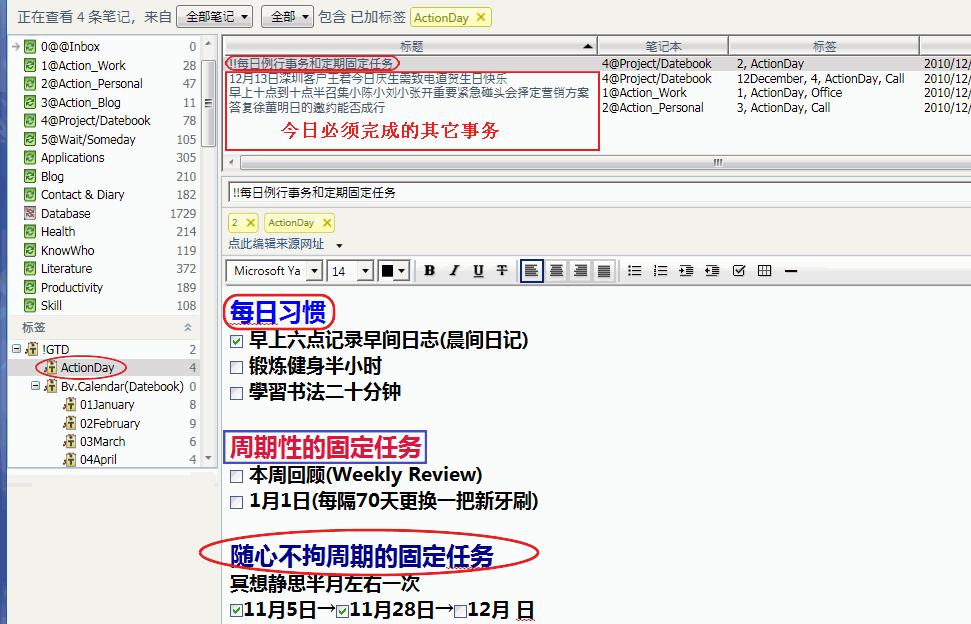 正在查看 4 条笔记，来自 全部笔记 全部 包含 已加标签 ActionDay
0@@Inbox 0
1@Action_Work 28
2@Action_Personal 47
3@Action_Blog 11
4@Project/Datebook 78
5@Wait/Someday 105
Applications 305
Blog 210
Contact & Diary 182
Database 1729
Health 214
KnowWho 119
Literature 372
Productivity 189
Skill 108
标签
!GTD 2
ActionDay 4
Bv.Calendar(Datebook) 0
01January 8
02February 9
03March 6
04April 4
标题 笔记本 标签
!!每日例行事务和定期固定任务 4@Project/Datebook 2, ActionDay 2010/12/
12月13日深圳客户王君今日庆生需致电道贺生日快乐 4@Project/Datebook 12December, 4, ActionDay, Call 2010/12/
早上十点到十点半召集小陈小刘小张开重要紧急碰头会择定营销方案 1@Action_Work 1, ActionDay, Office 2010/12/
答复徐董明日的邀约能否成行 2@Action_Personal 3, ActionDay, Call 2010/12/
今日必须完成的其它事务
!!每日例行事务和定期固定任务
2 ActionDay
点此编辑来源网址
Microsoft Ya 14 B I U T
每日习惯
早上六点记录早间日志(晨间日记)
锻炼健身半小时
學習书法二十分钟
周期性的固定任务
本周回顾(Weekly Review)
1月1日(每隔70天更换一把新牙刷)
随心不拘周期的固定任务
冥想静思半月左右一次
11月5日→11月28日→12月 日